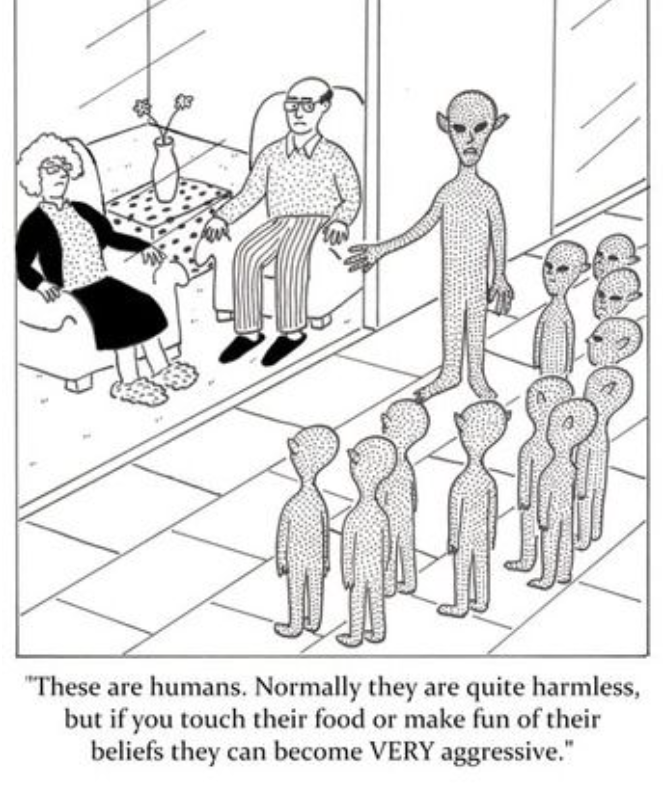 "These are humans. Normally they are quite harmless,
but if you touch their food or make fun of their
beliefs they can become VERY aggressive."